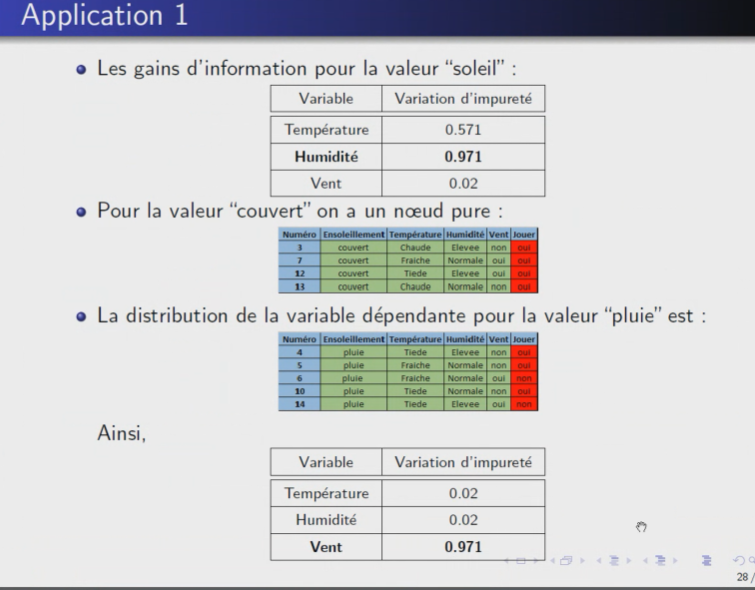 Application 1
Les gains d'information pour la valeur “soleil” :
Variable Variation d'impureté
Température 0.571
Humidité 0.971
Vent 0.02
Pour la valeur “couvert” on a un nœud pure :
Numéro Ensoleillement Température Humidité Vent Jouer
3 couvert Chaude Elevee non oui
7 couvert Fraiche Normale oui oui
12 couvert Tiede Elevee oui oui
13 couvert Chaude Normale non oui
La distribution de la variable dépendante pour la valeur “pluie” est :
Numéro Ensoleillement Température Humidité Vent Jouer
4 pluie Tiede Elevee non oui
5 pluie Fraiche Normale non oui
6 pluie Fraiche Normale oui non
10 pluie Tiede Normale non oui
14 pluie Tiede Elevee oui non
Ainsi,
Variable Variation d'impureté
Température 0.02
Humidité 0.02
Vent 0.971
28 /